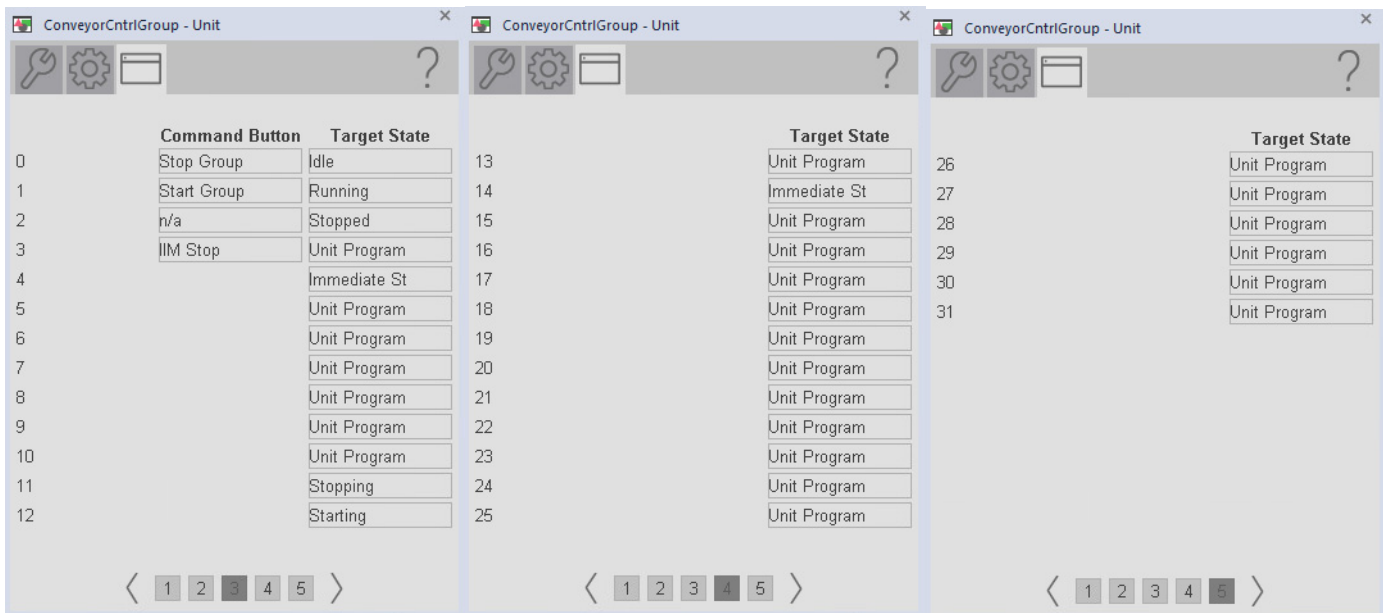 ConveyorCntrlGroup - Unit ×
?
Command Button Target State
0 Stop Group Idle
1 Start Group Running
2 n/a Stopped
3 IIM Stop Unit Program
4 Immediate St
5 Unit Program
6 Unit Program
7 Unit Program
8 Unit Program
9 Unit Program
10 Unit Program
11 Stopping
12 Starting
1 2 3 4 5
ConveyorCntrlGroup - Unit ×
?
Target State
13 Unit Program
14 Immediate St
15 Unit Program
16 Unit Program
17 Unit Program
18 Unit Program
19 Unit Program
20 Unit Program
21 Unit Program
22 Unit Program
23 Unit Program
24 Unit Program
25 Unit Program
1 2 3 4 5
ConveyorCntrlGroup - Unit ×
?
Target State
26 Unit Program
27 Unit Program
28 Unit Program
29 Unit Program
30 Unit Program
31 Unit Program
1 2 3 4 5